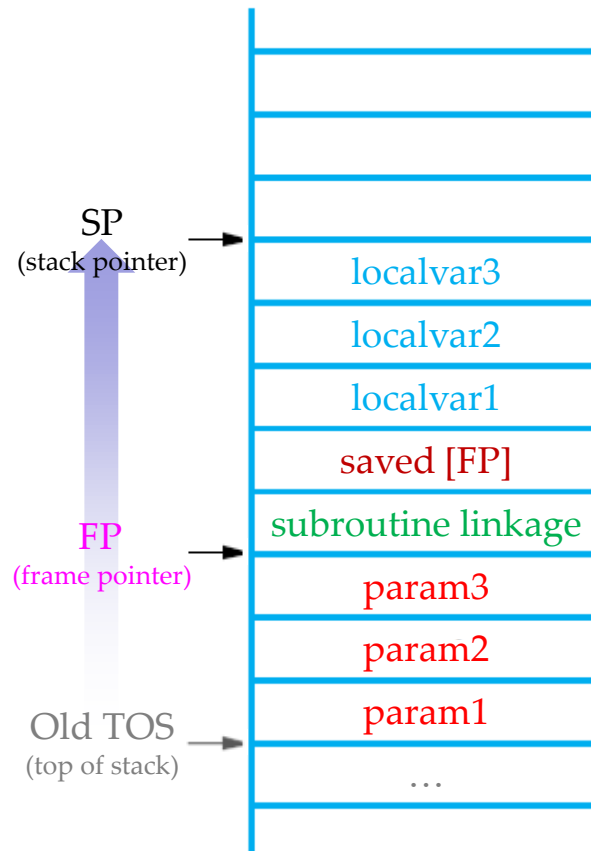 SP
(stack pointer)
localvar3
localvar2
localvar1
saved [FP]
subroutine linkage
FP
(frame pointer)
param3
param2
param1
Old TOS
(top of stack)
...